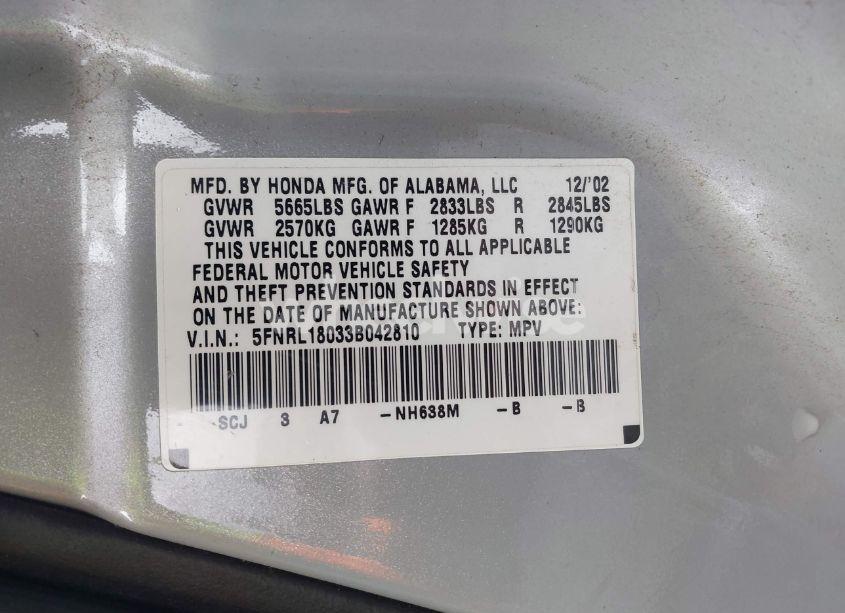 MFD. BY HONDA MFG. OF ALABAMA, LLC 12/'02
GVWR 5665LBS GAWR F 2833LBS R 2845LBS
GVWR 2570KG GAWR F 1285KG R 1290KG
THIS VEHICLE CONFORMS TO ALL APPLICABLE
FEDERAL MOTOR VEHICLE SAFETY
AND THEFT PREVENTION STANDARDS IN EFFECT
ON THE DATE OF MANUFACTURE SHOWN ABOVE:
V.I.N.: 5FNRL18033B042810 TYPE: MPV
SCJ 3 A7 -NH638M -B -B